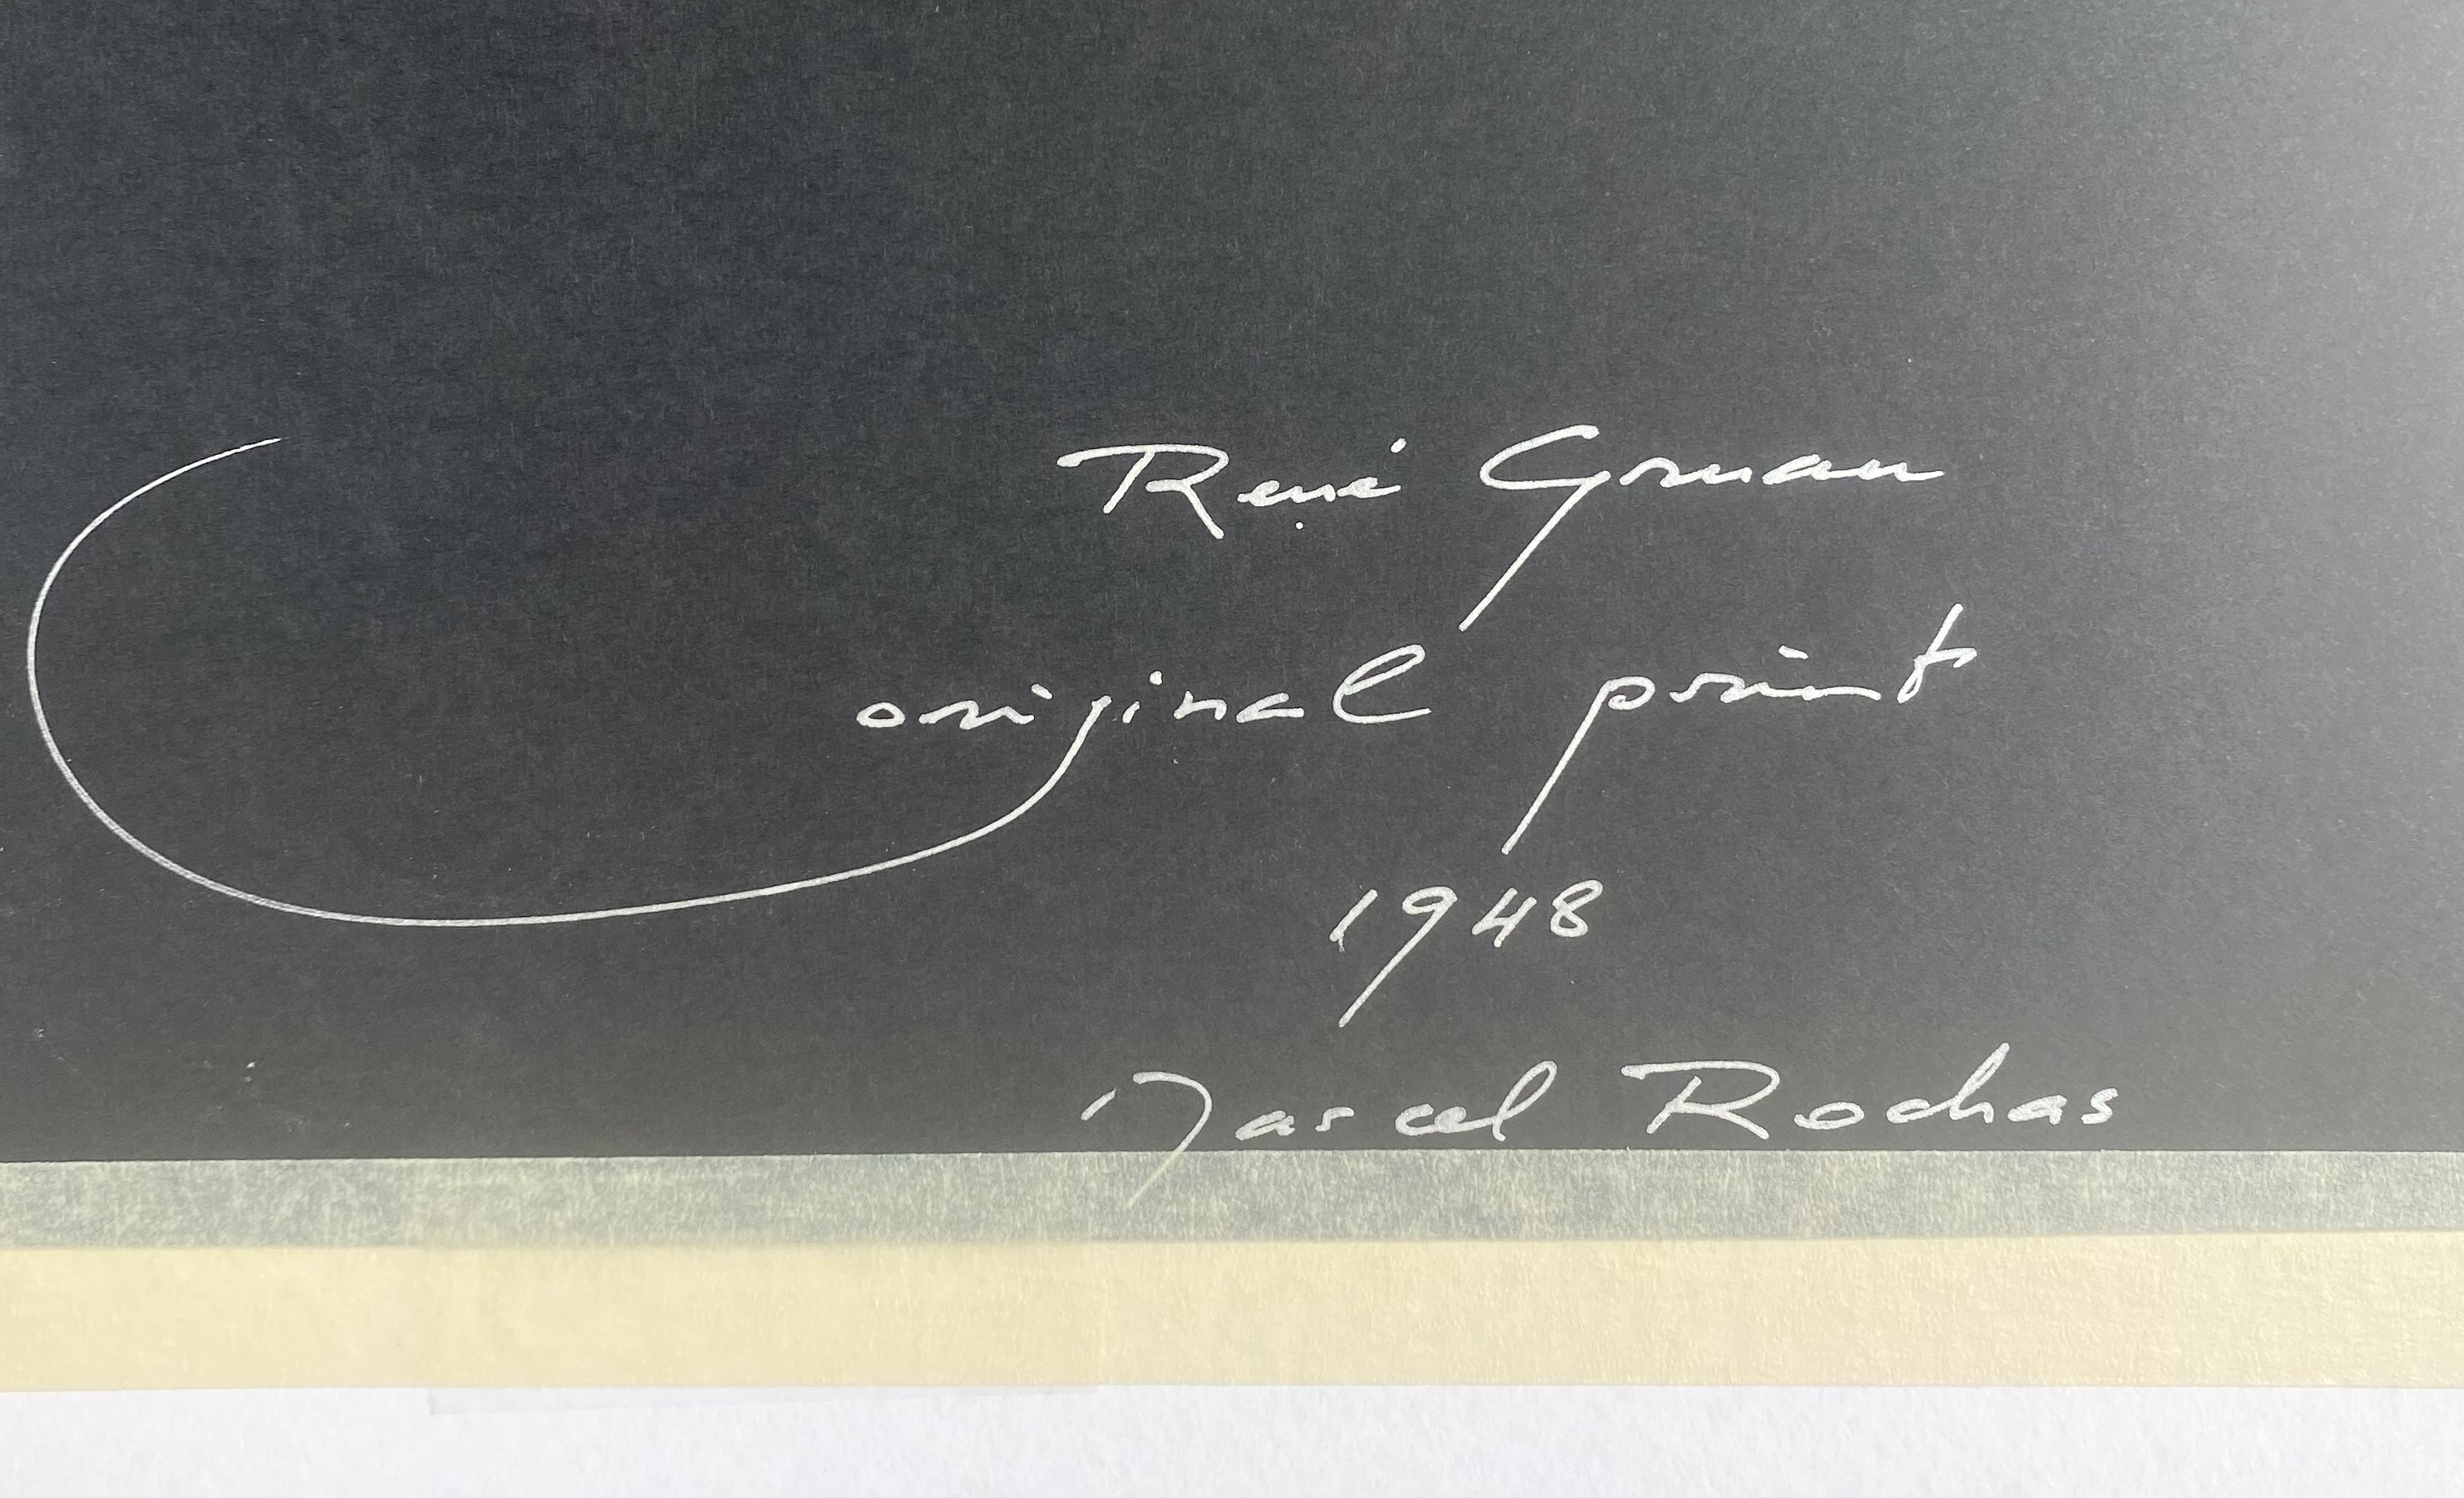 René Gruau
original print
1948
Marcel Rochas